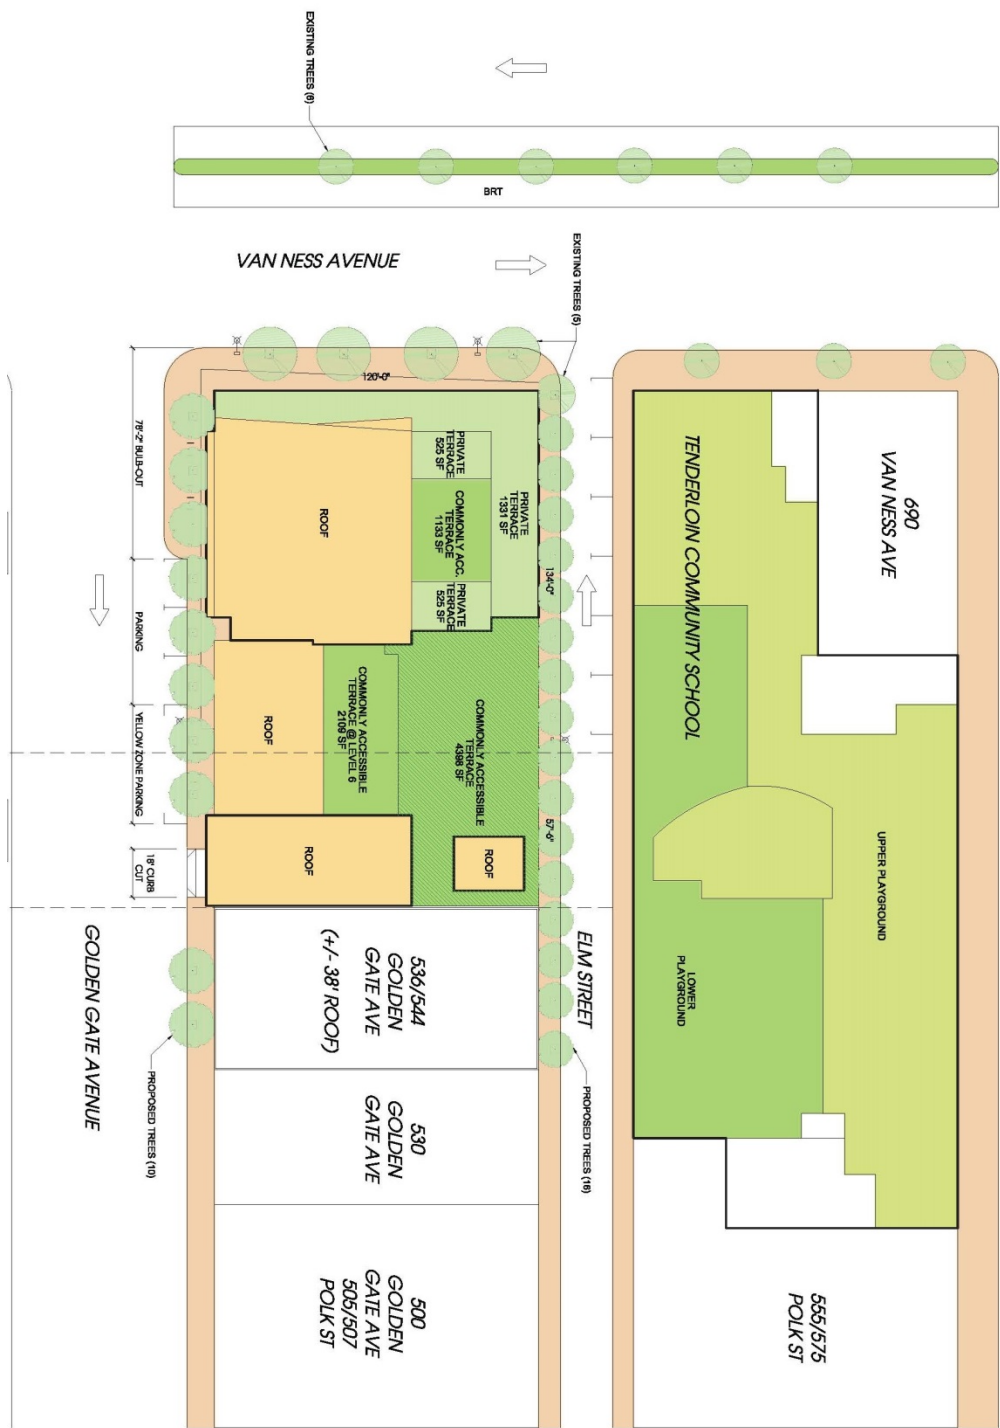 EXISTING TREES (6)
BRT
VAN NESS AVENUE
EXISTING TREES (5)
120'-0"
78'-2" BULB-OUT
PARKING
YELLOW ZONE PARKING
18' CURB
CUT
ROOF
PRIVATE
TERRACE
525 SF
COMMONLY ACC.
TERRACE
1133 SF
PRIVATE
TERRACE
525 SF
PRIVATE
TERRACE
1331 SF
134'-0"
ROOF
COMMONLY ACCESSIBLE
TERRACE @ LEVEL 6
2109 SF
COMMONLY ACCESSIBLE
TERRACE
4398 SF
57'-6"
ROOF
ROOF
TENDERLOIN COMMUNITY SCHOOL
690
VAN NESS AVE
UPPER PLAYGROUND
LOWER
PLAYGROUND
ELM STREET
GOLDEN GATE AVENUE
536/544
GOLDEN
GATE AVE
(+/- 38' ROOF)
PROPOSED TREES (10)
PROPOSED TREES (16)
530
GOLDEN
GATE AVE
500
GOLDEN
GATE AVE
505/507
POLK ST
555/575
POLK ST